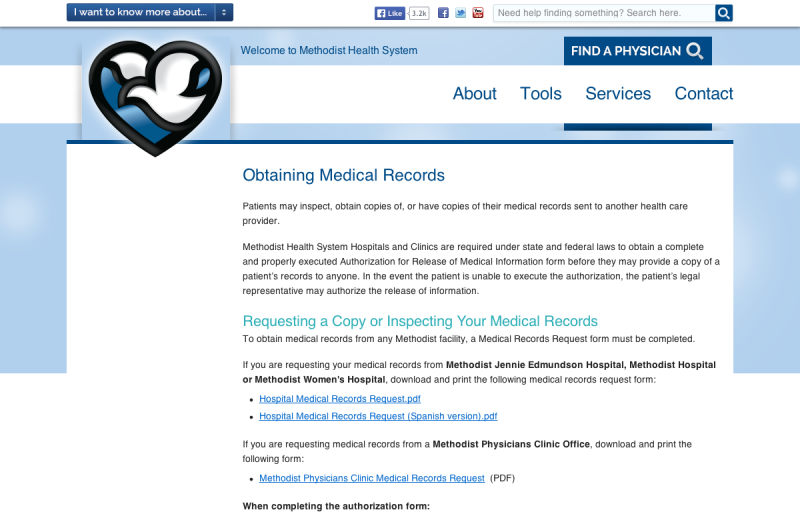 I want to know more about...
Like
3.2k
Need help finding something? Search here.
Welcome to Methodist Health System
FIND A PHYSICIAN
About Tools Services Contact
Obtaining Medical Records
Patients may inspect, obtain copies of, or have copies of their medical records sent to another health care
provider.
Methodist Health System Hospitals and Clinics are required under state and federal laws to obtain a complete
and properly executed Authorization for Release of Medical Information form before they may provide a copy of a
patient's records to anyone. In the event the patient is unable to execute the authorization, the patient's legal
representative may authorize the release of information.
Requesting a Copy or Inspecting Your Medical Records
To obtain medical records from any Methodist facility, a Medical Records Request form must be completed.
If you are requesting your medical records from Methodist Jennie Edmundson Hospital, Methodist Hospital
or Methodist Women's Hospital, download and print the following medical records request form:
• Hospital Medical Records Request.pdf
• Hospital Medical Records Request (Spanish version).pdf
If you are requesting medical records from a Methodist Physicians Clinic Office, download and print the
following form:
• Methodist Physicians Clinic Medical Records Request (PDF)
When completing the authorization form: